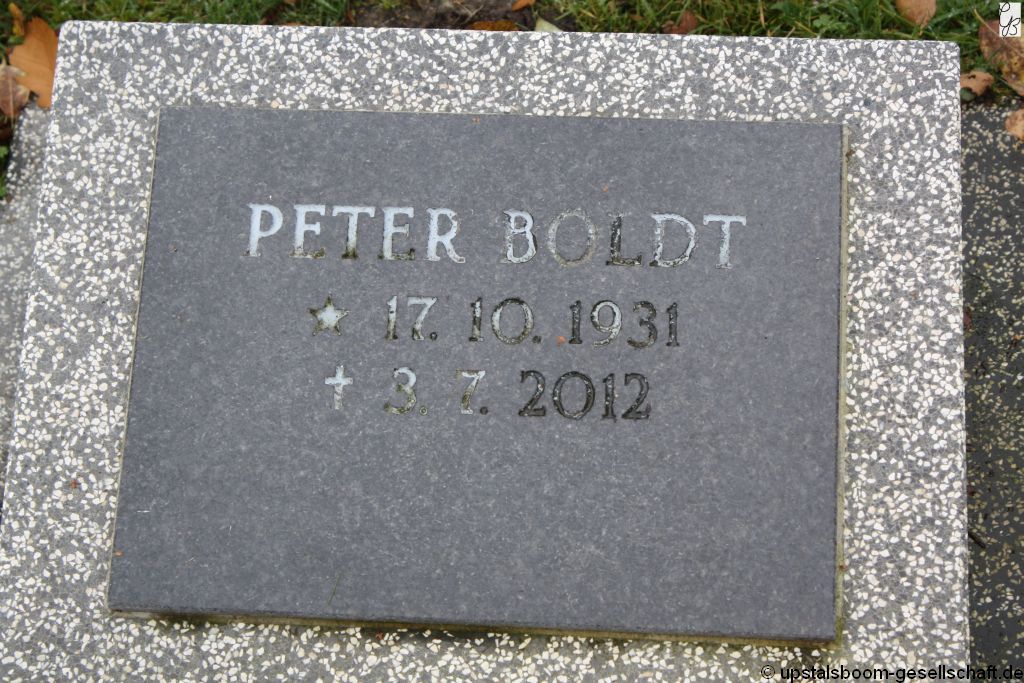 PETER BOLDT
★ 17. 10. 1931
✝ 3. 7. 2012
© upstalsboom-gesellschaft.de